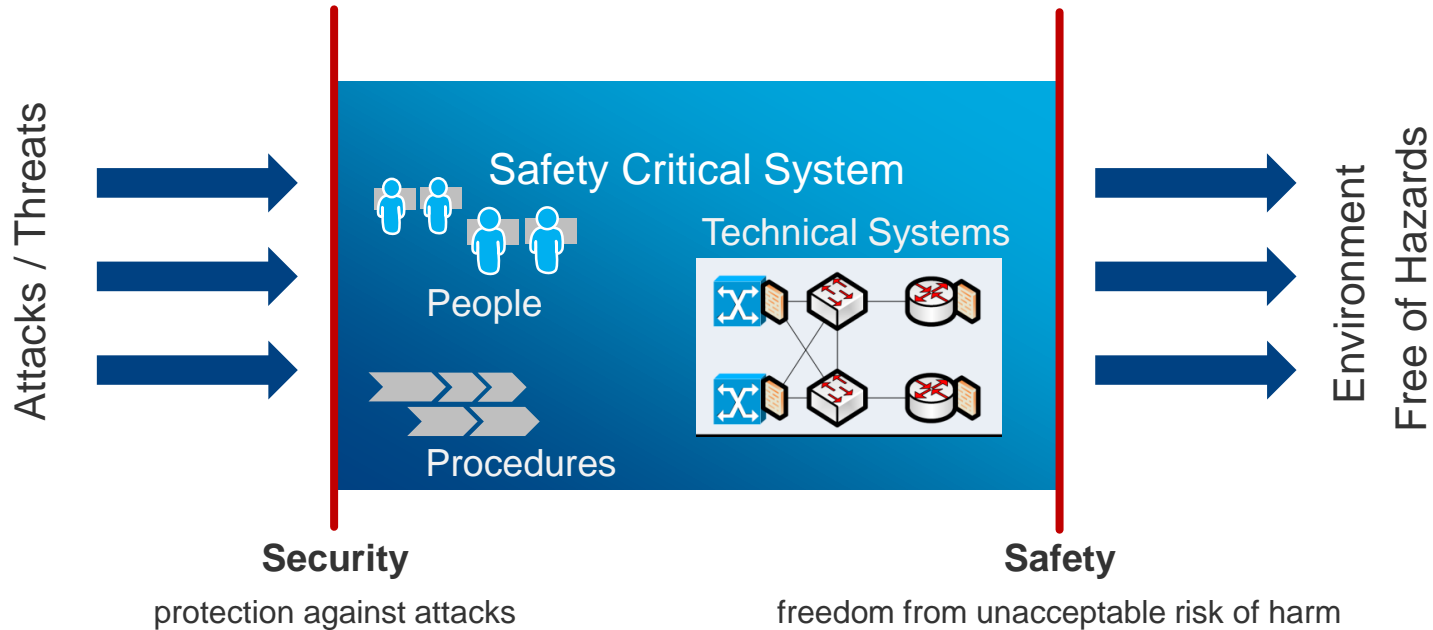 Attacks / Threats
Safety Critical System
People
Technical Systems
Procedures
Environment
Free of Hazards
Security
protection against attacks
Safety
freedom from unacceptable risk of harm